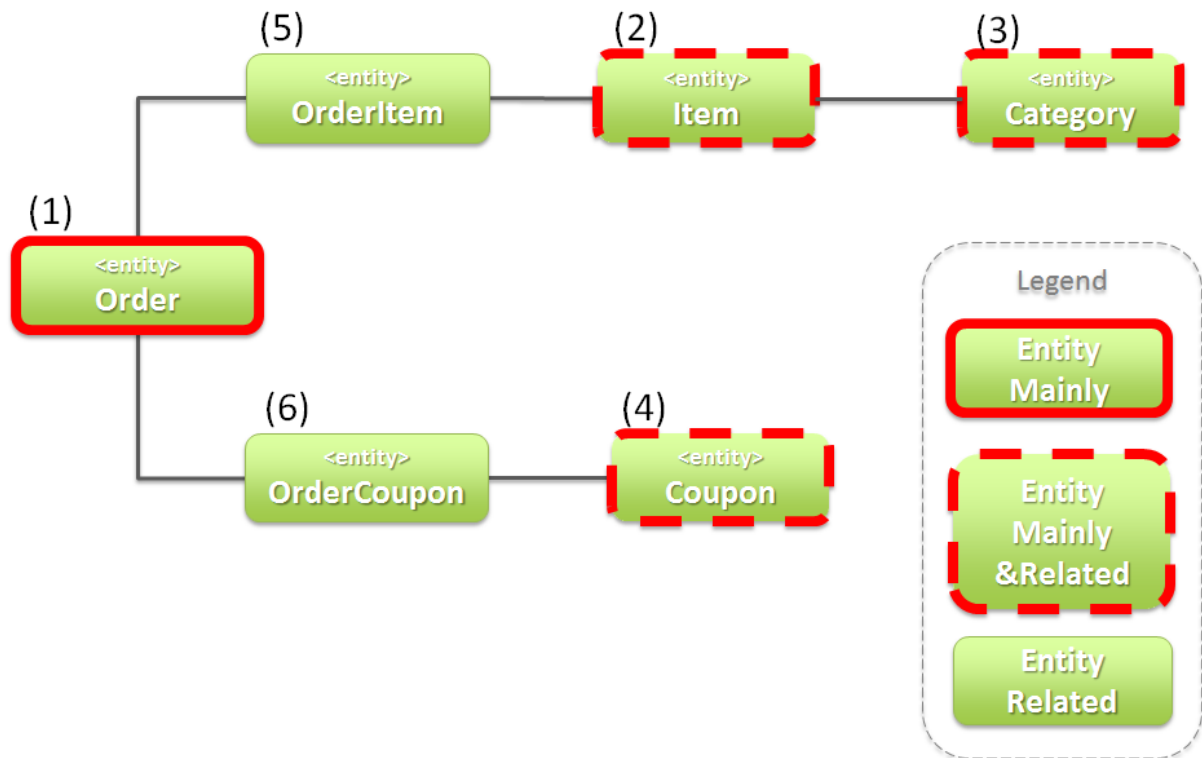 (5)
<entity>
OrderItem
(2)
<entity>
Item
(3)
<entity>
Category
(1)
<entity>
Order
(6)
<entity>
OrderCoupon
(4)
<entity>
Coupon
Legend
Entity
Mainly
Entity
Mainly
&Related
Entity
Related